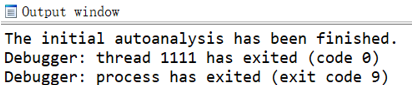 Output window
The initial autoanalysis has been finished.
Debugger: thread 1111 has exited (code 0)
Debugger: process has exited (exit code 9)